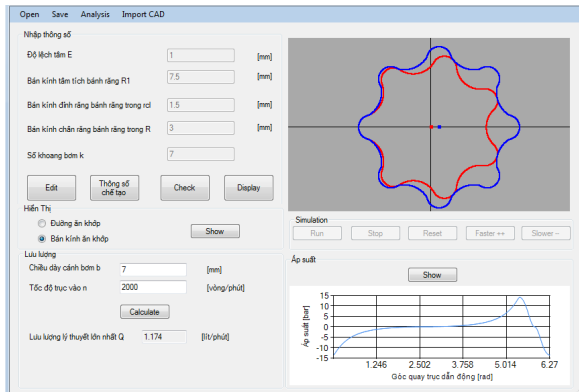 Open Save Analysis Import CAD
Nhập thông số
Độ lệch tâm E 1 [mm]
Bán kính tâm tích bánh răng R1 7.5 [mm]
Bán kính đỉnh răng bánh răng trong rcl 1.5 [mm]
Bán kính chân răng bánh răng trong R 3 [mm]
Số khoang bơm k 7
Edit Thông số chế tạo Check Display
Hiển Thị
Đường ăn khớp
Bán kính ăn khớp
Show
Lưu lượng
Chiều dày cánh bơm b 7 [mm]
Tốc độ trục vào n 2000 [vòng/phút]
Calculate
Lưu lượng lý thuyết lớn nhất Q 1.174 [lít/phút]
Simulation
Run Stop Reset Faster ++ Slower --
Áp suất
Show
Áp suất [bar]
15
10
5
0
-5
-10
-15
1.246 2.502 3.758 5.014 6.27
Góc quay trục dẫn động [rad]